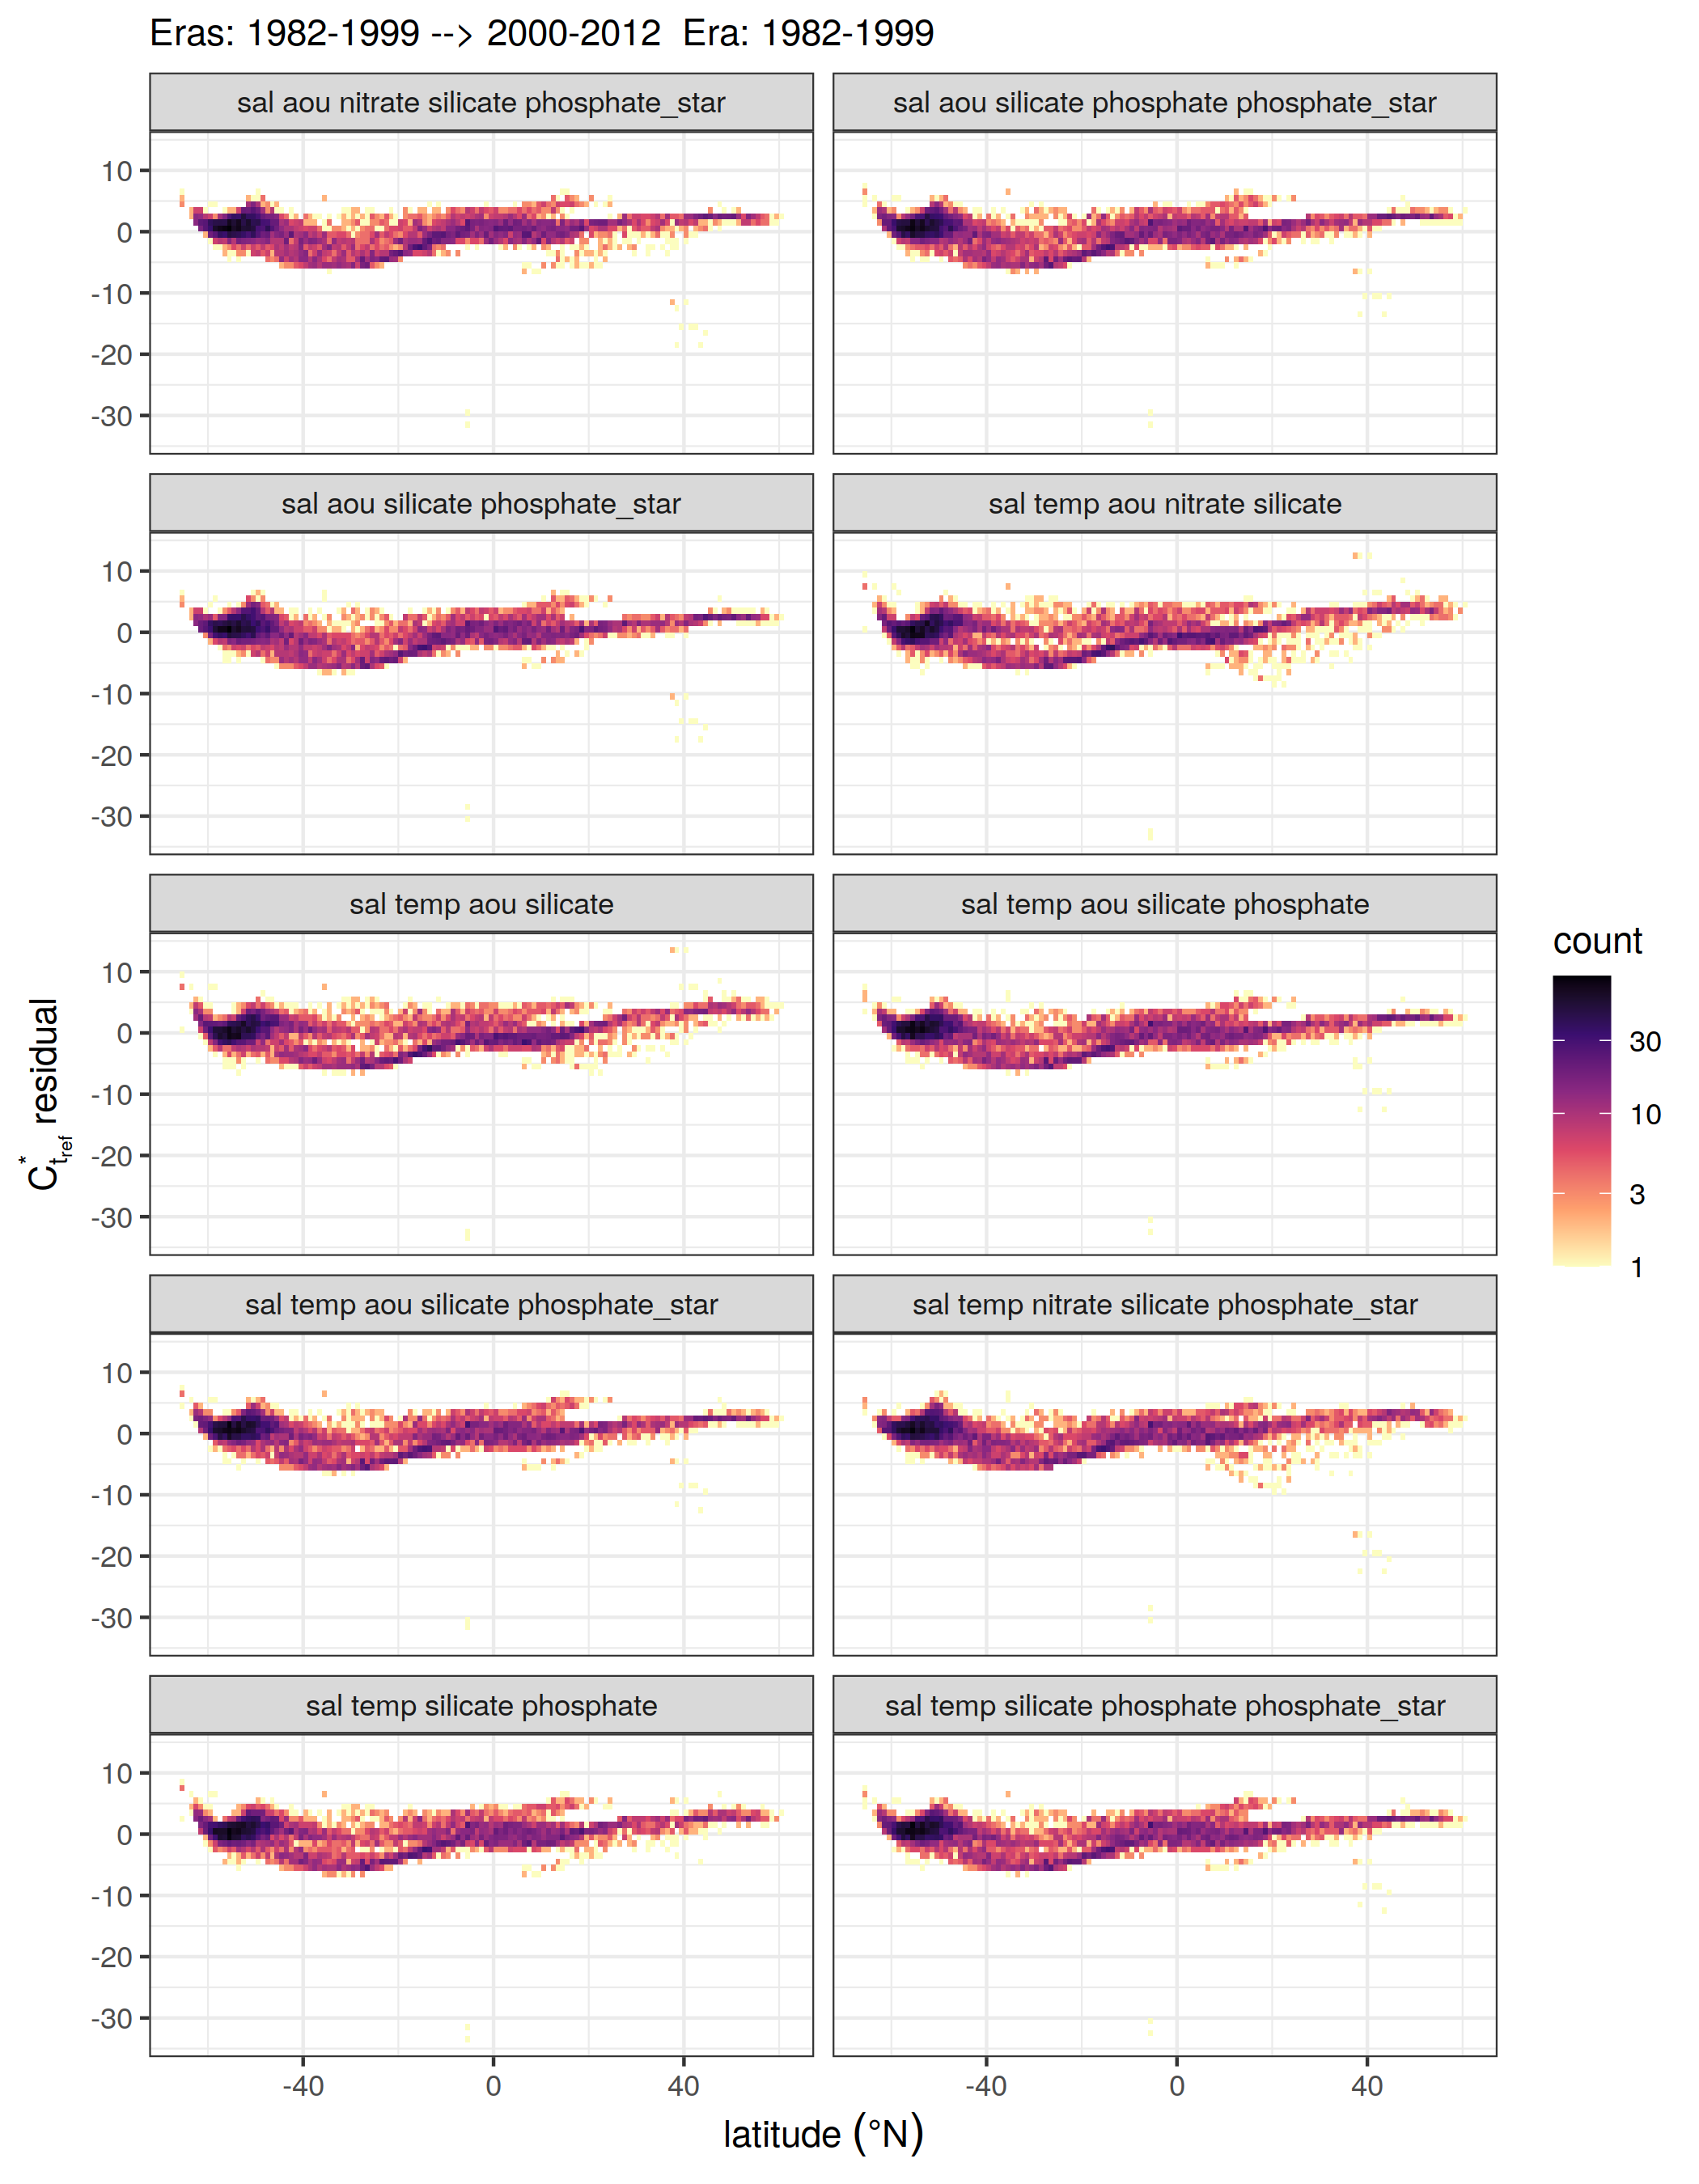 Eras: 1982-1999 --> 2000-2012  Era: 1982-1999
sal aou nitrate silicate phosphate_star
sal aou silicate phosphate phosphate_star
10
0
-10
-20
-30
sal aou silicate phosphate_star
sal temp aou nitrate silicate
10
0
-10
-20
-30
sal temp aou silicate
sal temp aou silicate phosphate
10
0
-10
-20
-30
sal temp aou silicate phosphate_star
sal temp nitrate silicate phosphate_star
10
0
-10
-20
-30
sal temp silicate phosphate
sal temp silicate phosphate phosphate_star
10
0
-10
-20
-30
-40
0
40
-40
0
40
latitude (°N)
C*tref residual
count
30
10
3
1